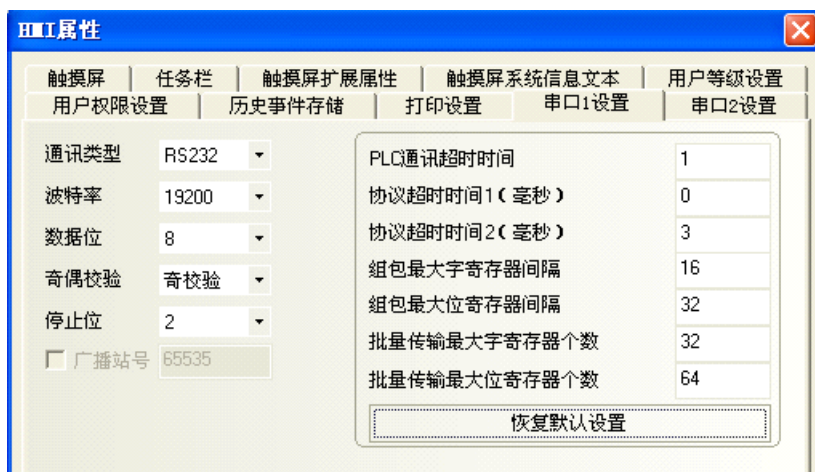 HMI属性
触摸屏 任务栏 触摸屏扩展属性 触摸屏系统信息文本 用户等级设置
用户权限设置 历史事件存储 打印设置 串口1设置 串口2设置
通讯类型 RS232
波特率 19200
数据位 8
奇偶校验 奇校验
停止位 2
广播站号 65535
PLC通讯超时时间 1
协议超时时间1(毫秒) 0
协议超时时间2(毫秒) 3
组包最大字寄存器间隔 16
组包最大位寄存器间隔 32
批量传输最大字寄存器个数 32
批量传输最大位寄存器个数 64
恢复默认设置